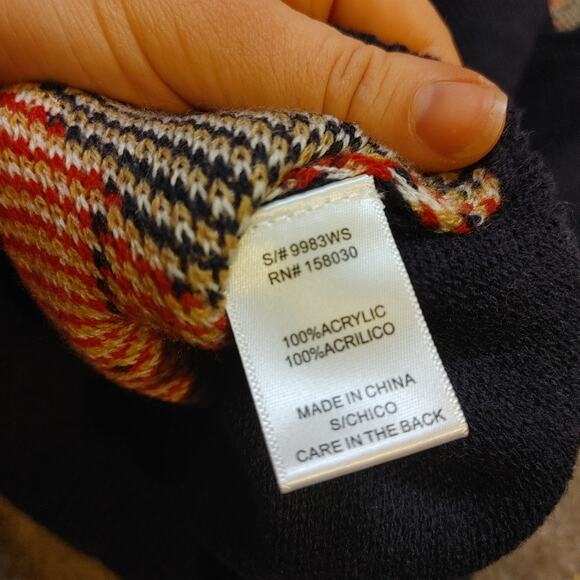 S/# 9983WS
RN# 158030
100%ACRYLIC
100%ACRILICO
MADE IN CHINA
S/CHICO
CARE IN THE BACK